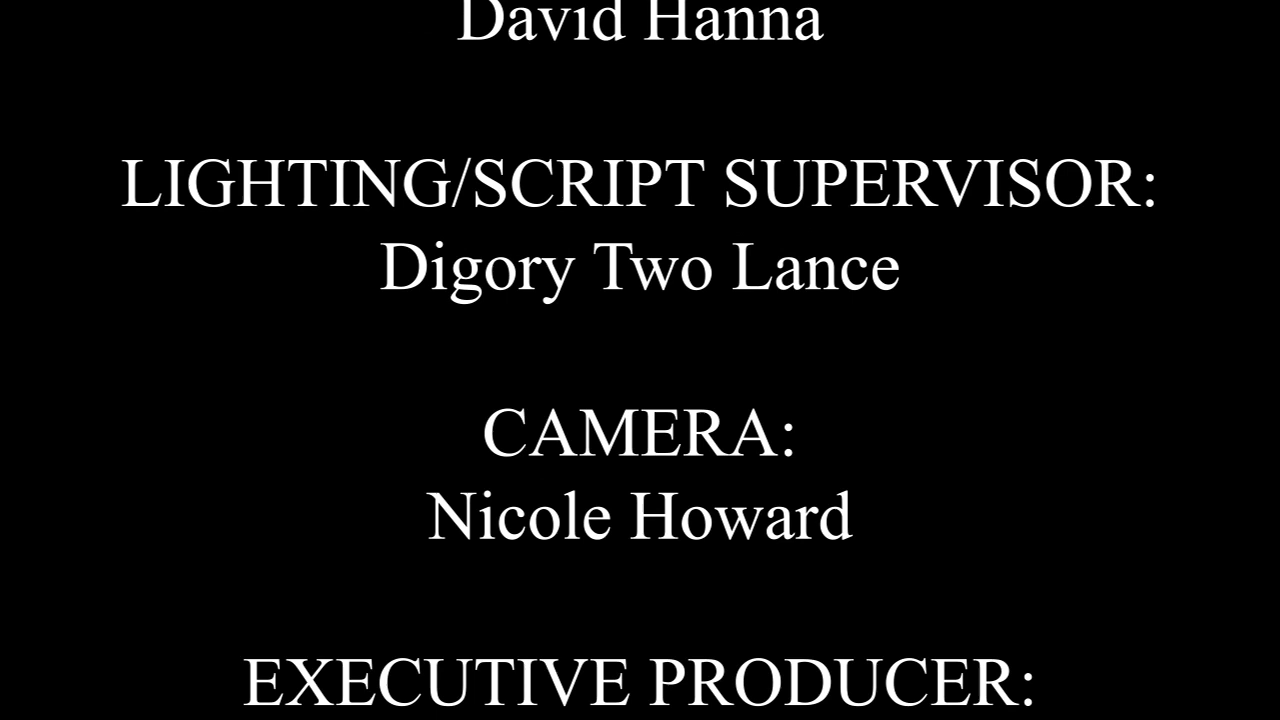 David Hanna
LIGHTING/SCRIPT SUPERVISOR:
Digory Two Lance
CAMERA:
Nicole Howard
EXECUTIVE PRODUCER: